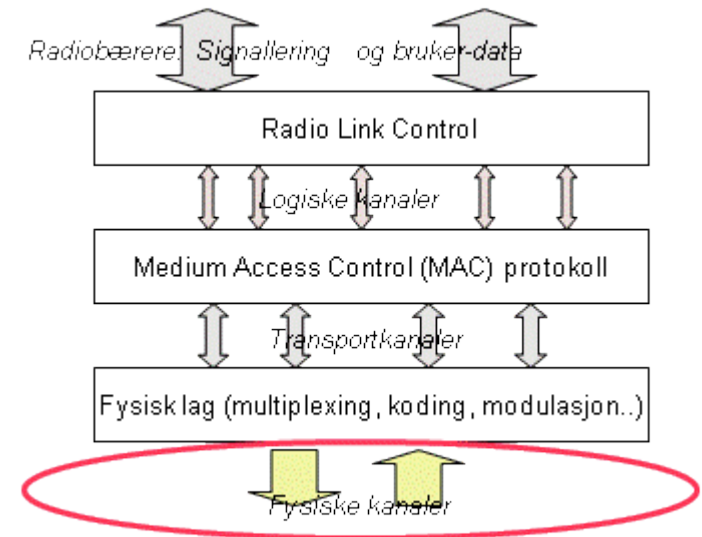 Radiobærere: Signallering og bruker-data
Radio Link Control
Logiske kanaler
Medium Access Control (MAC) protokoll
Transportkanaler
Fysisk lag (multiplexing, koding, modulasjon..)
Fysiske kanaler